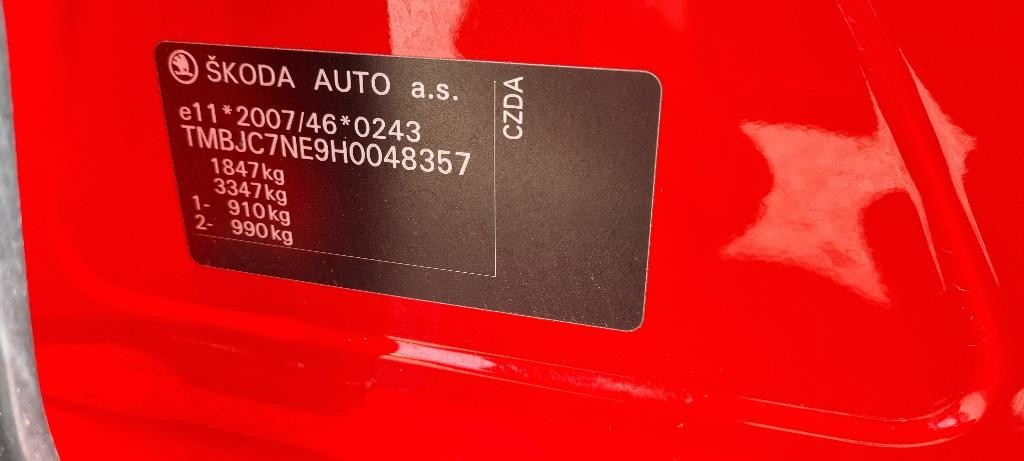 ŠKODA AUTO a.s.
e11*2007/46*0243
TMBJC7NE9H0048357
1847kg
3347kg
1- 910kg
2- 990kg
CZDA